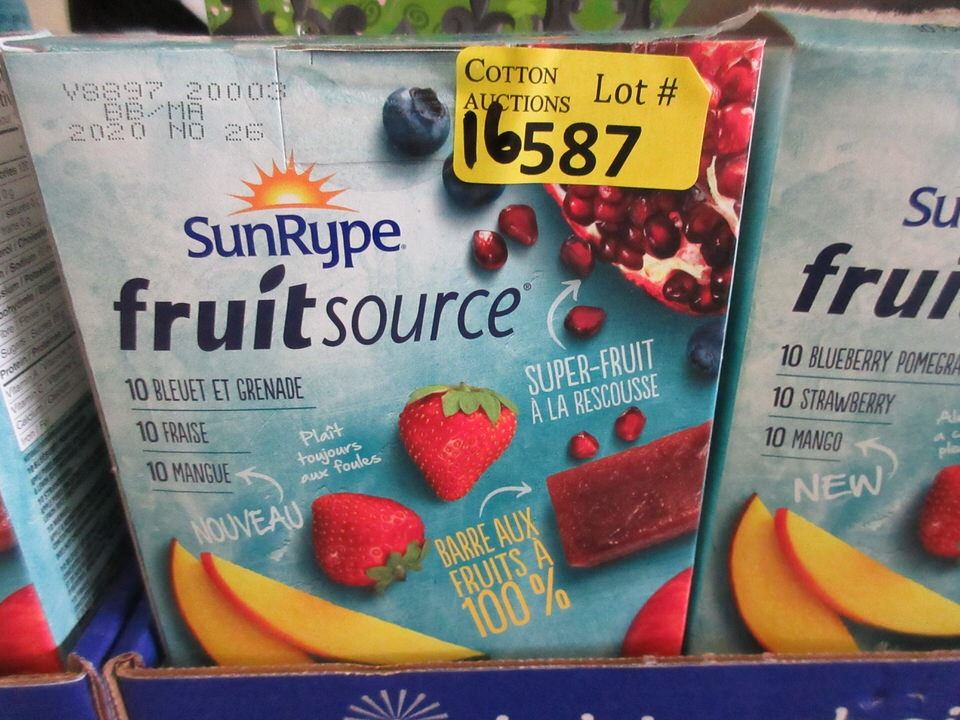 V8897 20003
BB/MA
2020 NO 26
COTTON
AUCTIONS Lot #
16587
SunRype
fruitsource®
10 BLEUET ET GRENADE
10 FRAISE
10 MANGUE
NOUVEAU
Plaît
toujours
aux foules
SUPER-FRUIT
À LA RESCOUSSE
BARRE AUX
FRUITS À
100 %
Su
frui
10 BLUEBERRY POMEGRA
10 STRAWBERRY
10 MANGO
NEW